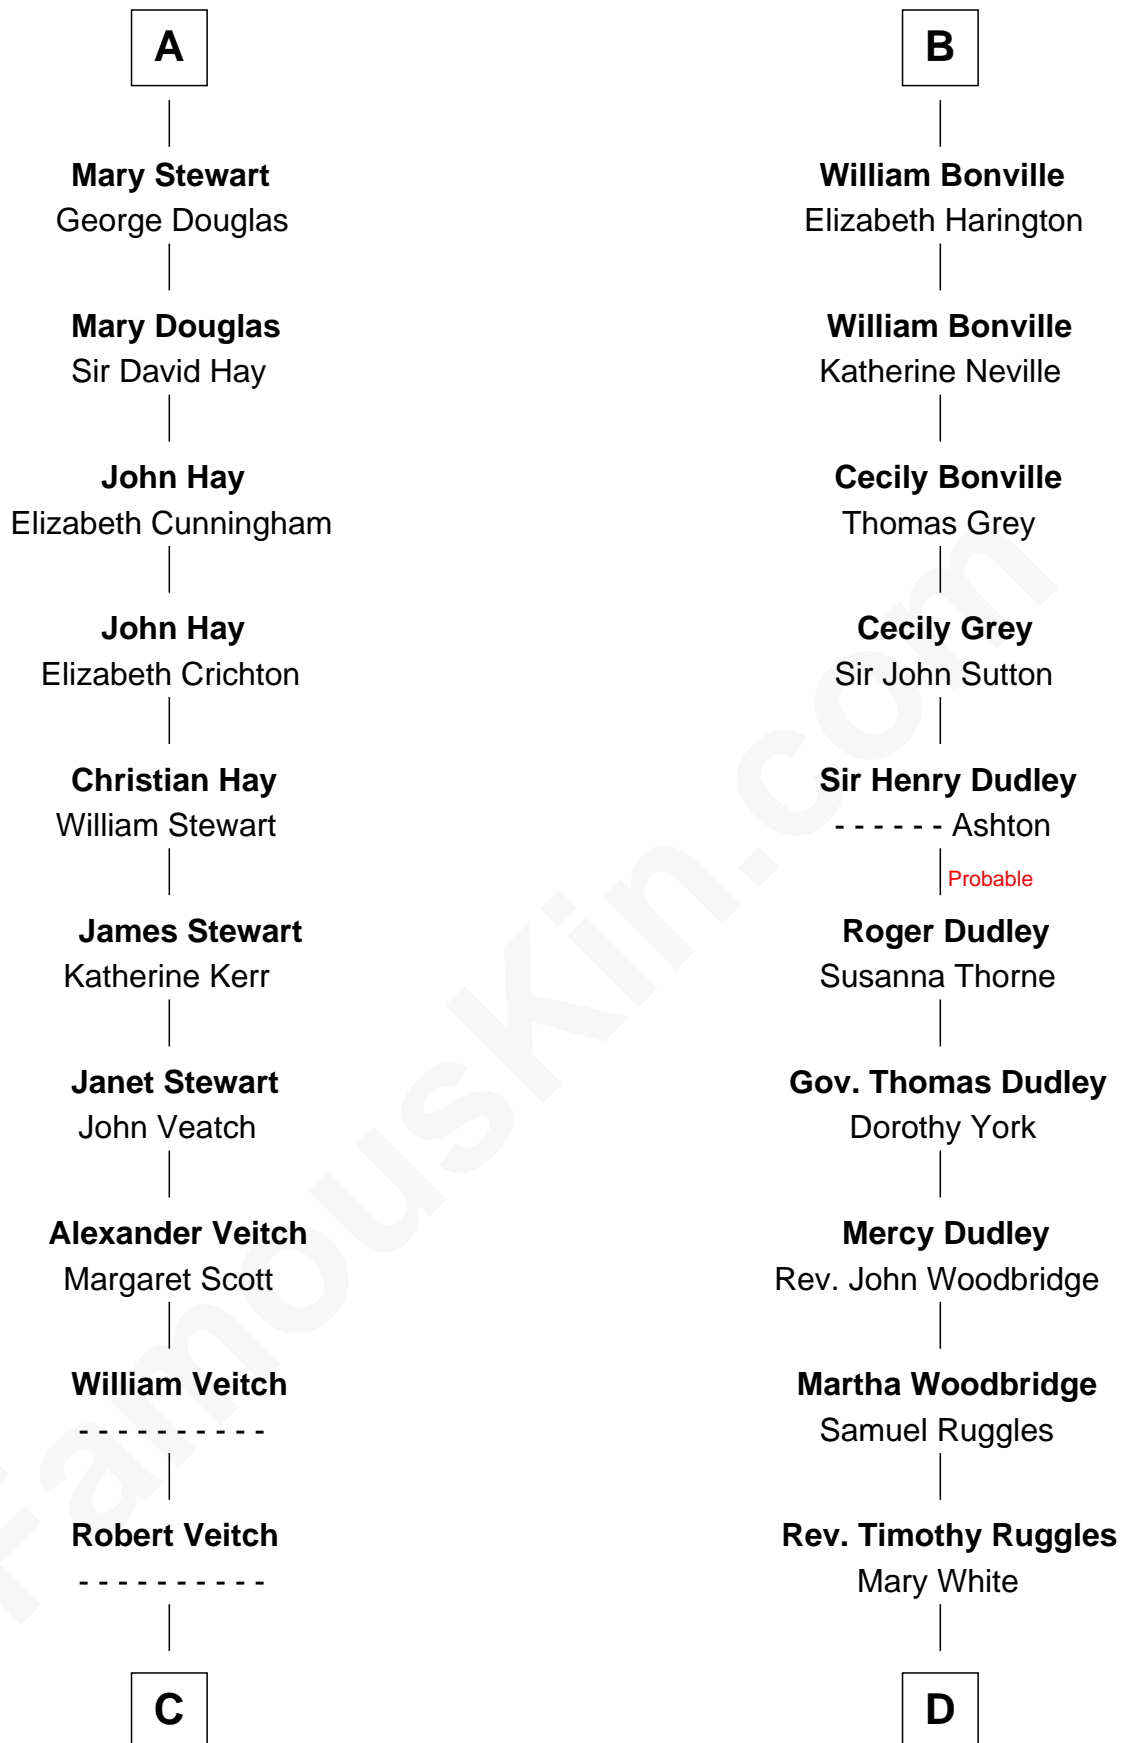 A
Mary Stewart
George Douglas
Mary Douglas
Sir David Hay
John Hay
Elizabeth Cunningham
John Hay
Elizabeth Crichton
Christian Hay
William Stewart
James Stewart
Katherine Kerr
Janet Stewart
John Veatch
Alexander Veitch
Margaret Scott
William Veitch
- - - - - - - - - -
Robert Veitch
- - - - - - - - - -
C
B
William Bonville
Elizabeth Harington
William Bonville
Katherine Neville
Cecily Bonville
Thomas Grey
Cecily Grey
Sir John Sutton
Sir Henry Dudley
- - - - - - Ashton
Probable
Roger Dudley
Susanna Thorne
Gov. Thomas Dudley
Dorothy York
Mercy Dudley
Rev. John Woodbridge
Martha Woodbridge
Samuel Ruggles
Rev. Timothy Ruggles
Mary White
D
FamousKin.com